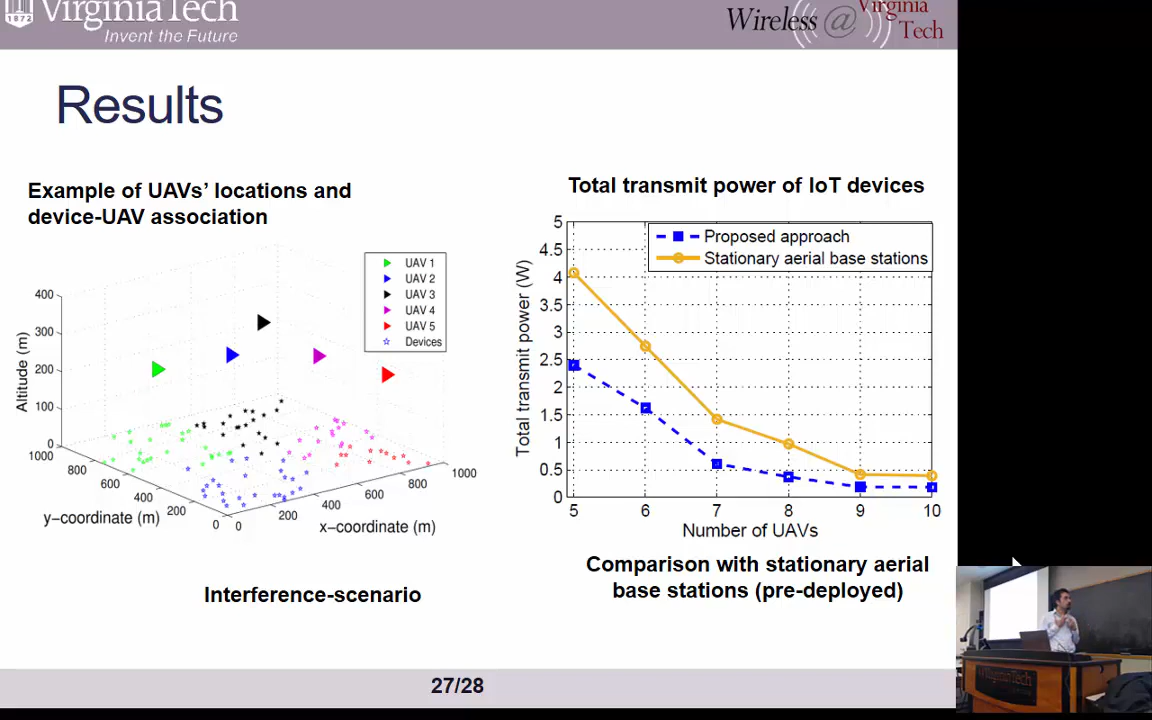 VirginiaTech
1872
Invent the Future
Wireless @ Virginia
Tech
Results
Example of UAVs' locations and
device-UAV association
UAV 1
UAV 2
UAV 3
UAV 4
UAV 5
Devices
400
300
200
100
0
Altitude (m)
1000
800
600
400
200
0
y−coordinate (m)
0
200
400
600
800
1000
x−coordinate (m)
Interference-scenario
Total transmit power of IoT devices
Proposed approach
Stationary aerial base stations
5
4.5
4
3.5
3
2.5
2
1.5
1
0.5
0
Total transmit power (W)
5 6 7 8 9 10
Number of UAVs
Comparison with stationary aerial
base stations (pre-deployed)
27/28
VirginiaTech